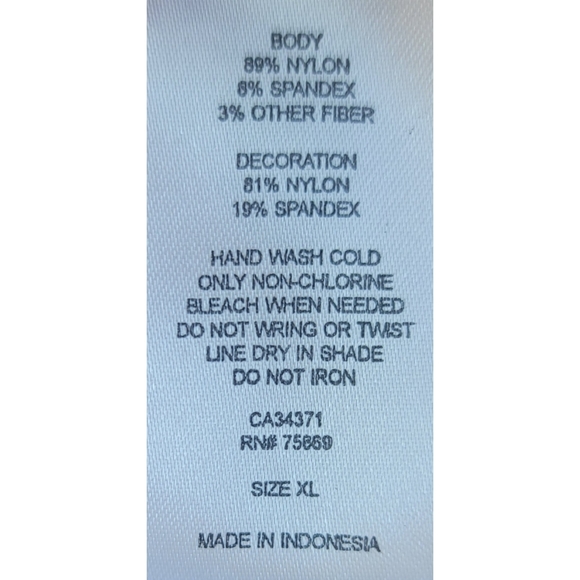 BODY
89% NYLON
8% SPANDEX
3% OTHER FIBER
DECORATION
81% NYLON
19% SPANDEX
HAND WASH COLD
ONLY NON-CHLORINE
BLEACH WHEN NEEDED
DO NOT WRING OR TWIST
LINE DRY IN SHADE
DO NOT IRON
CA34371
RN# 75869
SIZE XL
MADE IN INDONESIA